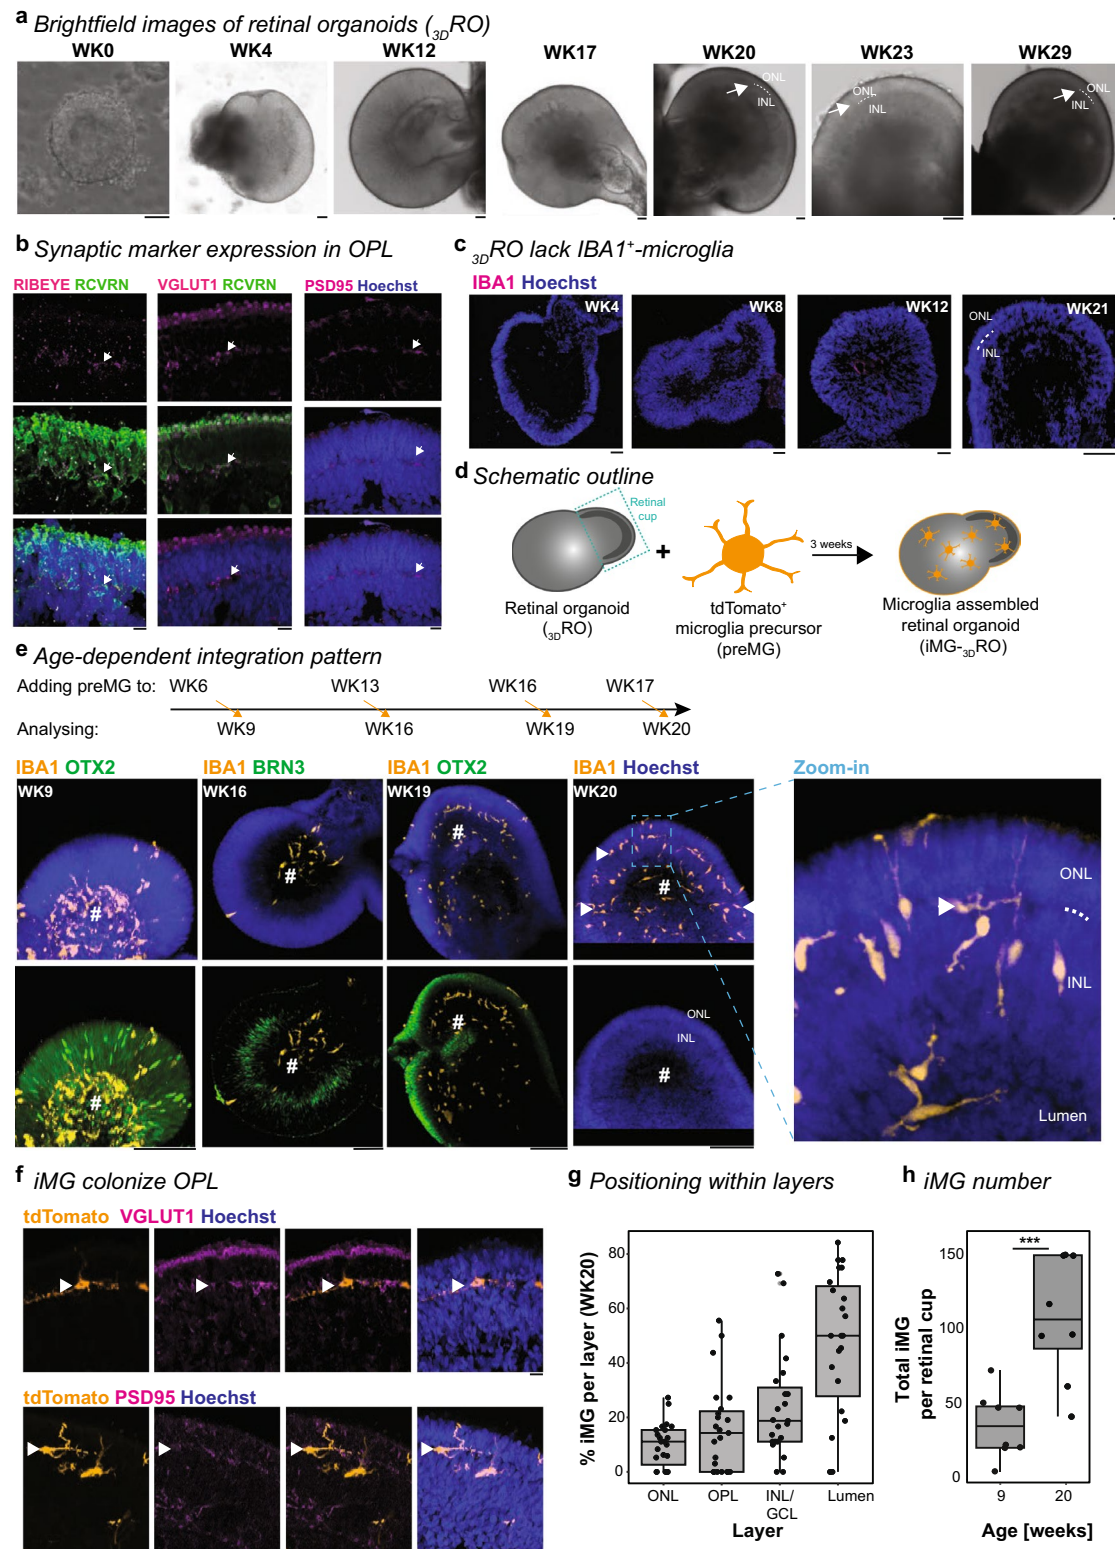 a Brightfield images of retinal organoids (3DRO)
WK0 WK4 WK12 WK17 WK20 WK23 WK29
ONL INL
ONL INL
ONL INL
b Synaptic marker expression in OPL
RIBEYE RCVRN VGLUT1 RCVRN PSD95 Hoechst
c 3DRO lack IBA1+-microglia
IBA1 Hoechst
WK4 WK8 WK12 WK21
ONL
INL
d Schematic outline
Retinal
cup
+
3 weeks
Retinal organoid
(3DRO)
tdTomato+
microglia precursor
(preMG)
Microglia assembled
retinal organoid
(iMG-3DRO)
e Age-dependent integration pattern
Adding preMG to: WK6 WK13 WK16 WK17
Analysing: WK9 WK16 WK19 WK20
IBA1 OTX2 IBA1 BRN3 IBA1 OTX2 IBA1 Hoechst Zoom-in
WK9 WK16 WK19 WK20
# # # #
ONL
INL
Lumen
ONL
INL
# # # #
f iMG colonize OPL
tdTomato VGLUT1 Hoechst
tdTomato PSD95 Hoechst
g Positioning within layers
% iMG per layer (WK20)
80
60
40
20
0
ONL OPL INL/ Lumen
GCL
Layer
h iMG number
***
Total iMG
per retinal cup
150
100
50
0
9 20
Age [weeks]